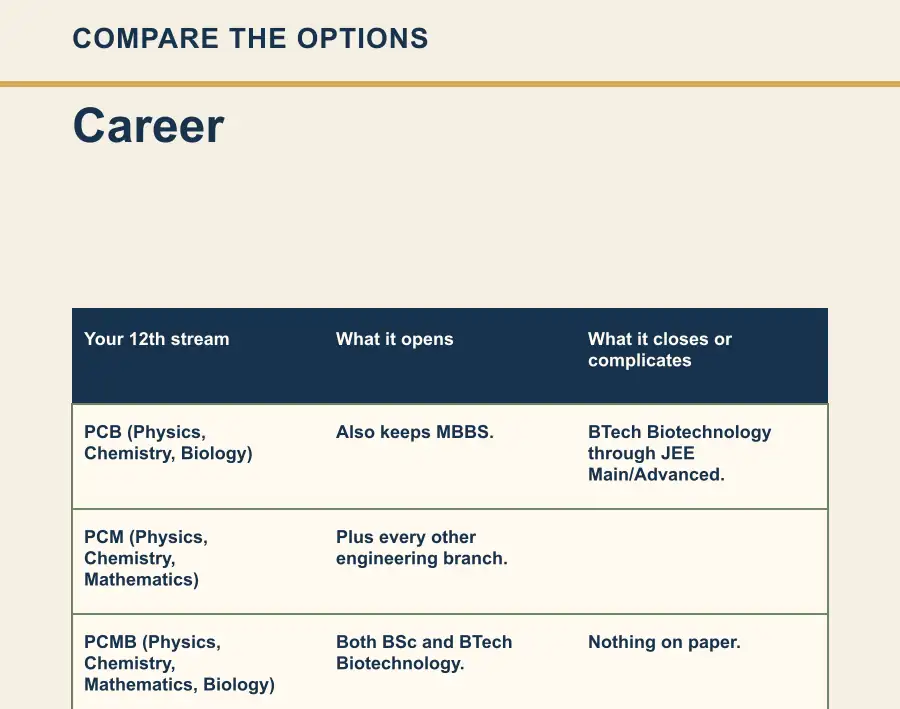 COMPARE THE OPTIONS
Career
Your 12th stream
What it opens
What it closes or
complicates
PCB (Physics,
Chemistry, Biology)
Also keeps MBBS.
BTech Biotechnology
through JEE
Main/Advanced.
PCM (Physics,
Chemistry,
Mathematics)
Plus every other
engineering branch.
PCMB (Physics,
Chemistry,
Mathematics, Biology)
Both BSc and BTech
Biotechnology.
Nothing on paper.